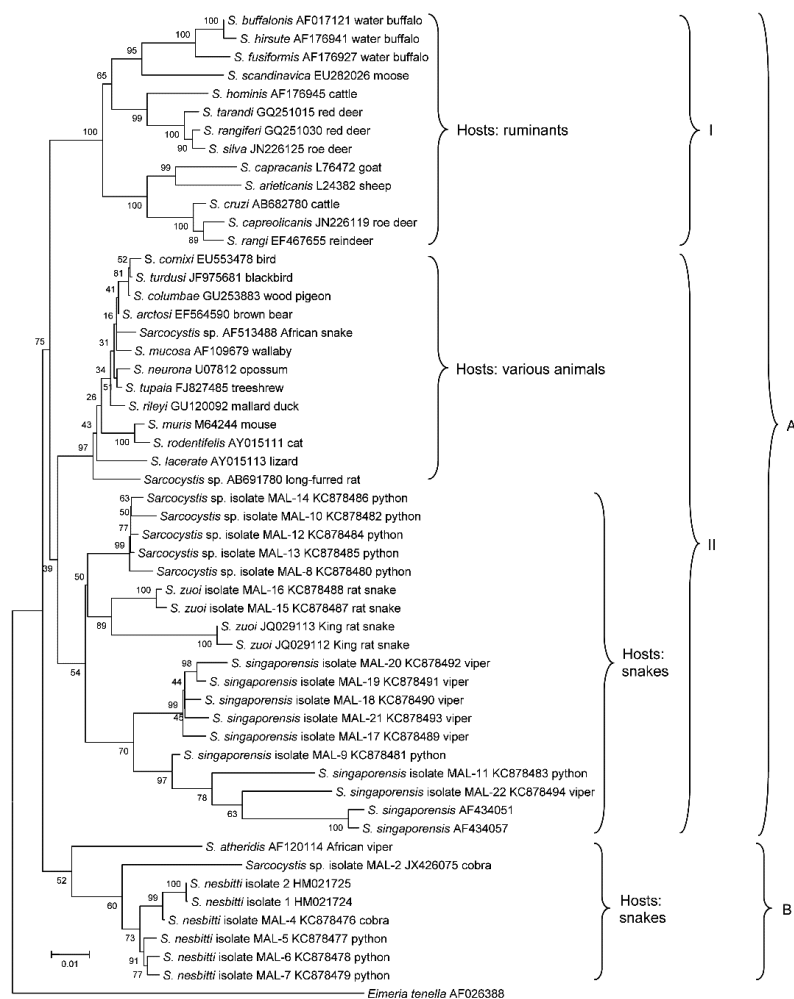 100 S. buffalonis AF017121 water buffalo
100 S. hirsute AF176941 water buffalo
95 S. fusiformis AF176927 water buffalo
65 S. scandinavica EU282026 moose
S. hominis AF176945 cattle
99 S. tarandi GQ251015 red deer
100 S. rangiferi GQ251030 red deer
90 S. silva JN226125 roe deer
100
99 S. capracanis L76472 goat
S. arieticanis L24382 sheep
100 S. cruzi AB682780 cattle
100 S. capreolicanis JN226119 roe deer
89 S. rangi EF467655 reindeer
Hosts: ruminants
I
52 S. cornixi EU553478 bird
81 S. turdusi JF975681 blackbird
41 S. columbae GU253883 wood pigeon
16 S. arctosi EF564590 brown bear
Sarcocystis sp. AF513488 African snake
31 S. mucosa AF109679 wallaby
34 S. neurona U07812 opossum
51 S. tupaia FJ827485 treeshrew
26 S. rileyi GU120092 mallard duck
43 S. muris M64244 mouse
100 S. rodentifelis AY015111 cat
97 S. lacerate AY015113 lizard
Sarcocystis sp. AB691780 long-furred rat
Hosts: various animals
75
A
63 Sarcocystis sp. isolate MAL-14 KC878486 python
50 Sarcocystis sp. isolate MAL-10 KC878482 python
77 Sarcocystis sp. isolate MAL-12 KC878484 python
99 Sarcocystis sp. isolate MAL-13 KC878485 python
Sarcocystis sp. isolate MAL-8 KC878480 python
39
50
II
100 S. zuoi isolate MAL-16 KC878488 rat snake
S. zuoi isolate MAL-15 KC878487 rat snake
89 S. zuoi JQ029113 King rat snake
100 S. zuoi JQ029112 King rat snake
54
98 S. singaporensis isolate MAL-20 KC878492 viper
44 S. singaporensis isolate MAL-19 KC878491 viper
99 S. singaporensis isolate MAL-18 KC878490 viper
S. singaporensis isolate MAL-21 KC878493 viper
S. singaporensis isolate MAL-17 KC878489 viper
70 S. singaporensis isolate MAL-9 KC878481 python
97 S. singaporensis isolate MAL-11 KC878483 python
78 S. singaporensis isolate MAL-22 KC878494 viper
63 S. singaporensis AF434051
100 S. singaporensis AF434057
Hosts:
snakes
S. atheridis AF120114 African viper
52 Sarcocystis sp. isolate MAL-2 JX426075 cobra
100 S. nesbitti isolate 2 HM021725
99 S. nesbitti isolate 1 HM021724
60 S. nesbitti isolate MAL-4 KC878476 cobra
73 S. nesbitti isolate MAL-5 KC878477 python
91 S. nesbitti isolate MAL-6 KC878478 python
77 S. nesbitti isolate MAL-7 KC878479 python
Hosts:
snakes
B
0.01
Eimeria tenella AF026388